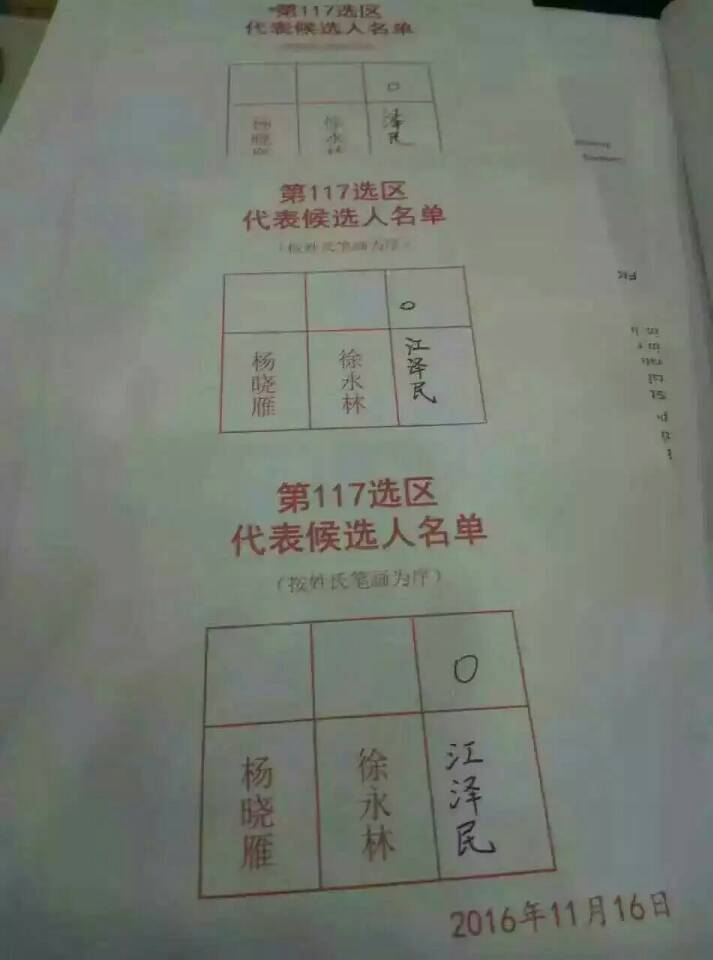 第117选区
代表候选人名单
○
杨晓
徐永林
泽民
第117选区
代表候选人名单
(按姓氏笔画为序)
○
杨晓雁
徐永林
江泽民
第117选区
代表候选人名单
(按姓氏笔画为序)
○
杨晓雁
徐永林
江泽民
2016年11月16日